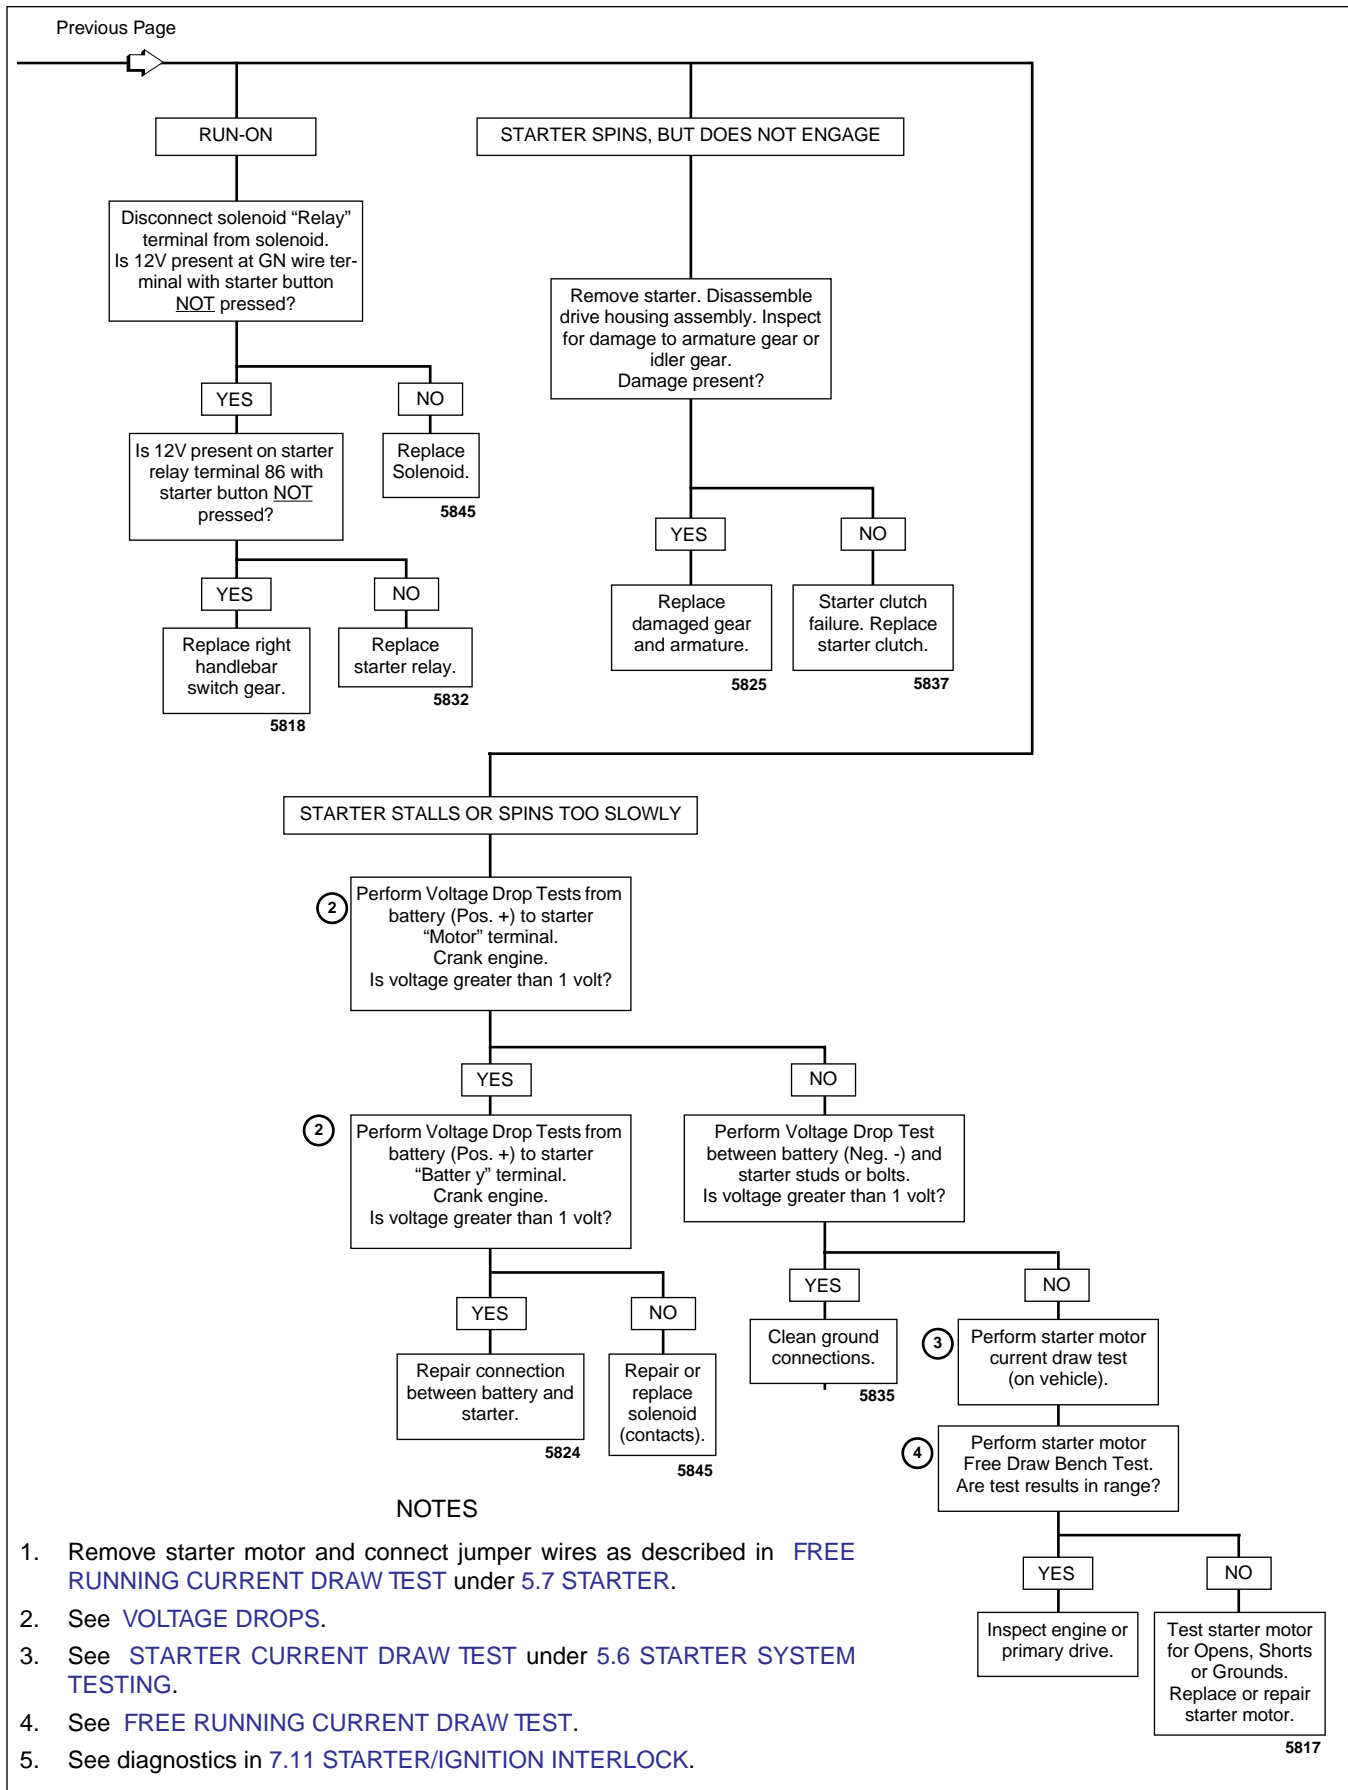 Previous Page
RUN-ON
Disconnect solenoid “Relay”
terminal from solenoid.
Is 12V present at GN wire ter-
minal with starter button
NOT pressed?
YES
NO
Is 12V present on starter
relay terminal 86 with
starter button NOT
pressed?
Replace
Solenoid.
5845
YES
NO
Replace right
handlebar
switch gear.
5818
Replace
starter relay.
5832
STARTER SPINS, BUT DOES NOT ENGAGE
Remove starter. Disassemble
drive housing assembly. Inspect
for damage to armature gear or
idler gear.
Damage present?
YES
NO
Replace
damaged gear
and armature.
5825
Starter clutch
failure. Replace
starter clutch.
5837
STARTER STALLS OR SPINS TOO SLOWLY
2
Perform Voltage Drop Tests from
battery (Pos. +) to starter
“Motor” terminal.
Crank engine.
Is voltage greater than 1 volt?
YES
NO
2
Perform Voltage Drop Tests from
battery (Pos. +) to starter
“Batter y” terminal.
Crank engine.
Is voltage greater than 1 volt?
Perform Voltage Drop Test
between battery (Neg. -) and
starter studs or bolts.
Is voltage greater than 1 volt?
YES
NO
Repair connection
between battery and
starter.
5824
Repair or
replace
solenoid
(contacts).
5845
YES
NO
Clean ground
connections.
5835
3
Perform starter motor
current draw test
(on vehicle).
4
Perform starter motor
Free Draw Bench Test.
Are test results in range?
YES
NO
Inspect engine or
primary drive.
Test starter motor
for Opens, Shorts
or Grounds.
Replace or repair
starter motor.
5817
NOTES
1. Remove starter motor and connect jumper wires as described in FREE
RUNNING CURRENT DRAW TEST under 5.7 STARTER.
2. See VOLTAGE DROPS.
3. See STARTER CURRENT DRAW TEST under 5.6 STARTER SYSTEM
TESTING.
4. See FREE RUNNING CURRENT DRAW TEST.
5. See diagnostics in 7.11 STARTER/IGNITION INTERLOCK.